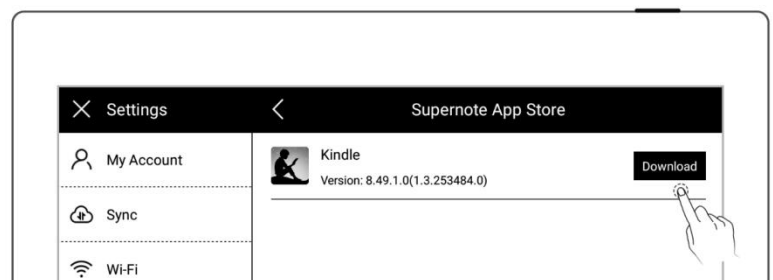 Settings
Supernote App Store
My Account
Kindle
Version: 8.49.1.0(1.3.253484.0)
Download
Sync
Wi-Fi